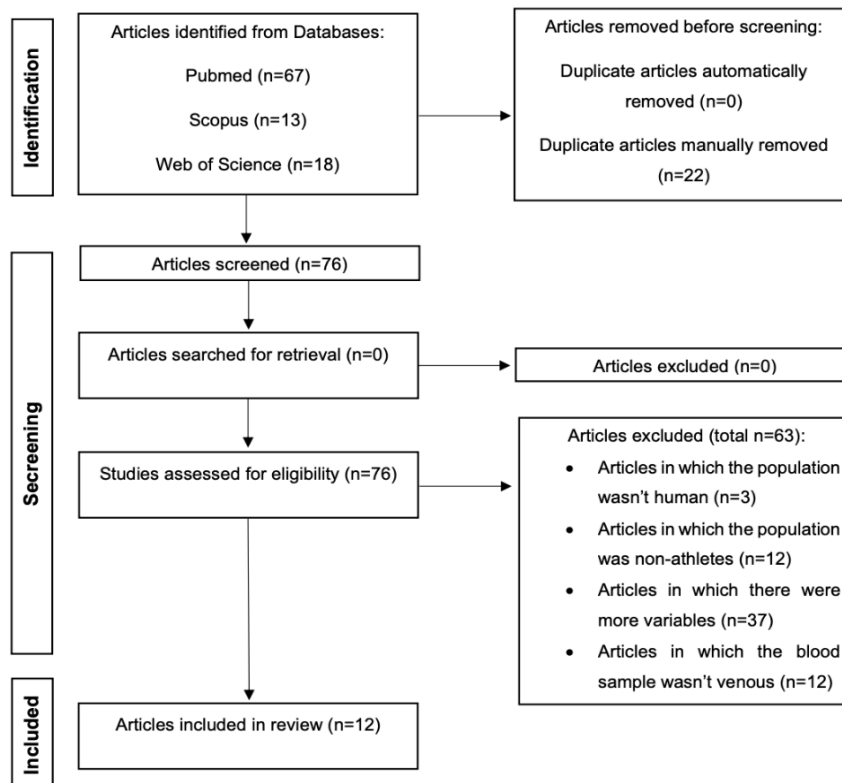 Identification
Articles identified from Databases:
Pubmed (n=67)
Scopus (n=13)
Web of Science (n=18)
Articles removed before screening:
Duplicate articles automatically
removed (n=0)
Duplicate articles manually removed
(n=22)
Secreening
Articles screened (n=76)
Articles searched for retrieval (n=0)
Articles excluded (n=0)
Studies assessed for eligibility (n=76)
Articles excluded (total n=63):
• Articles in which the population
wasn't human (n=3)
• Articles in which the population
was non-athletes (n=12)
• Articles in which there were
more variables (n=37)
• Articles in which the blood
sample wasn't venous (n=12)
Included
Articles included in review (n=12)